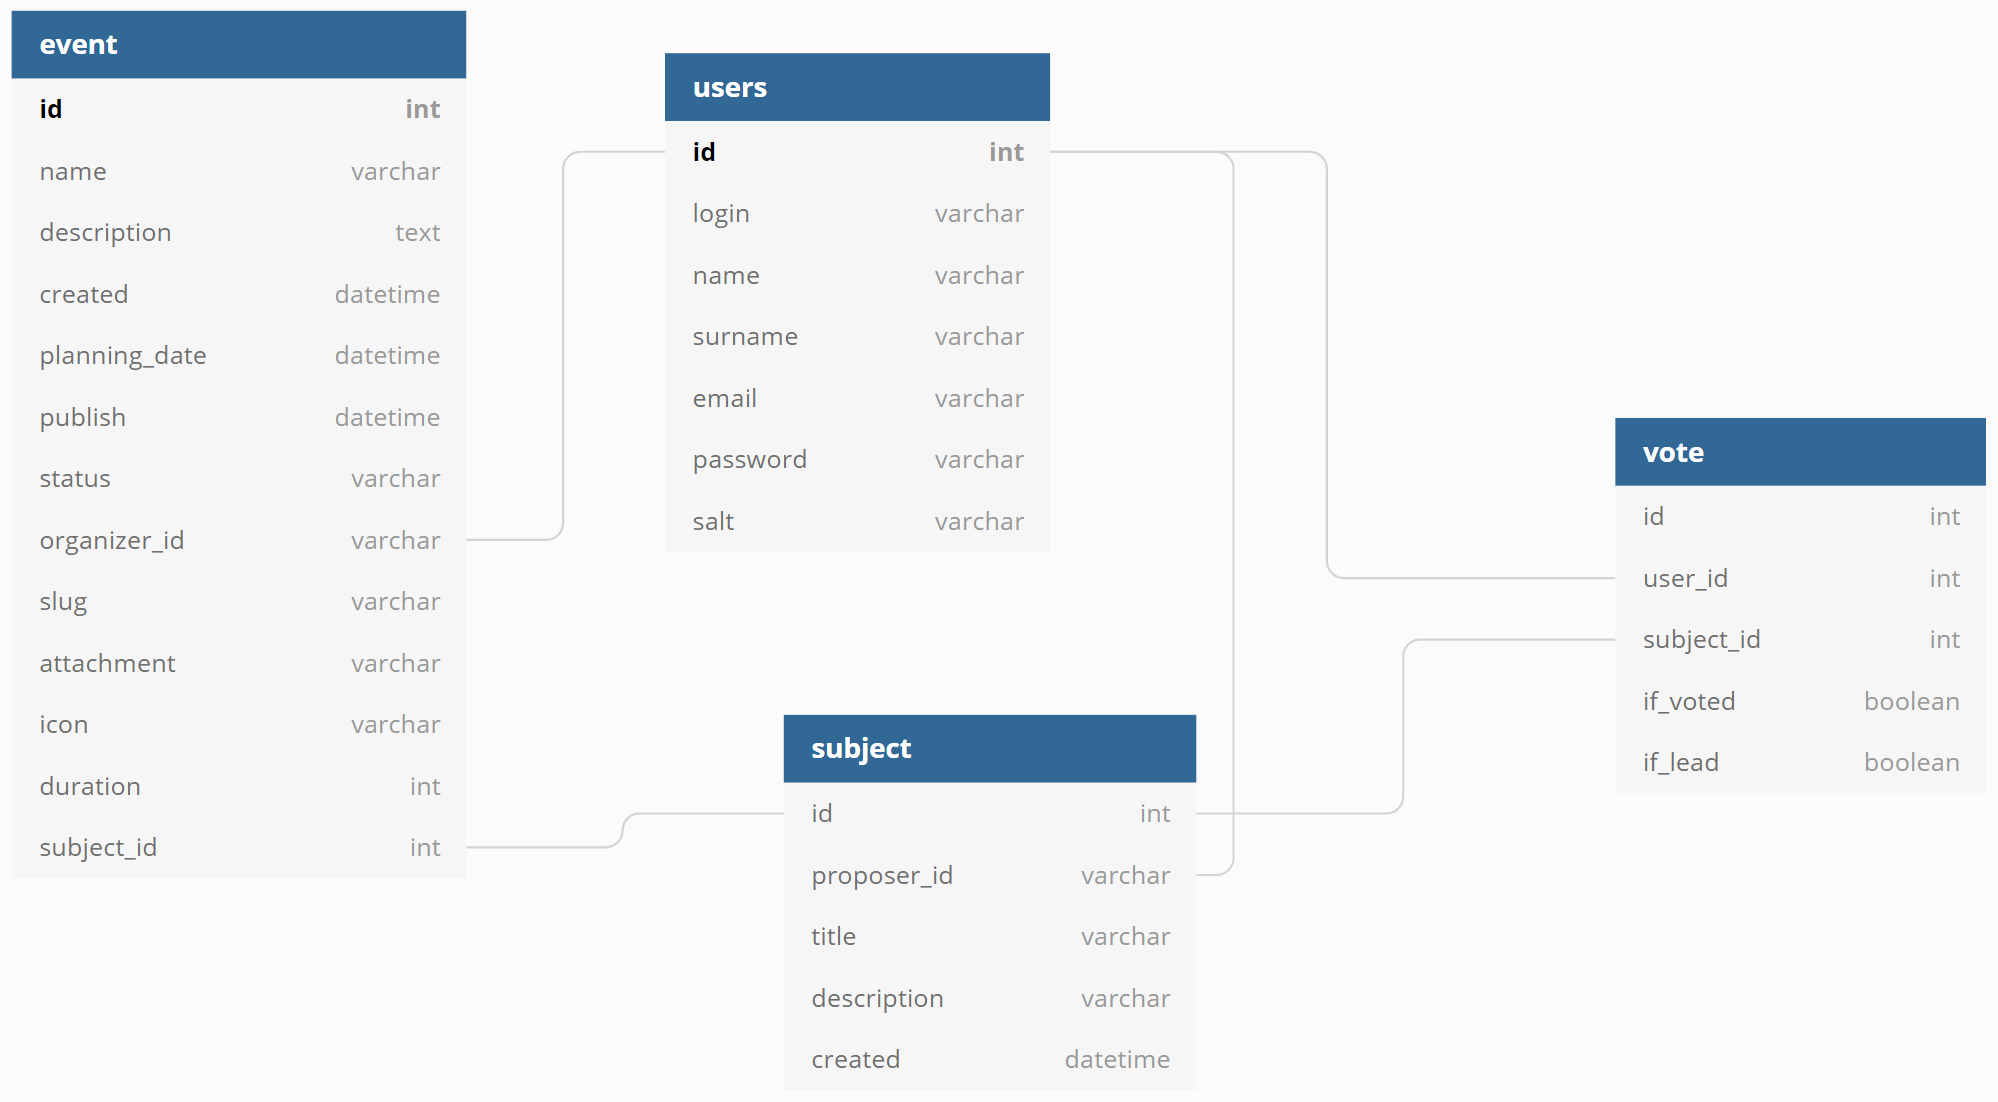 event
id int
name varchar
description text
created datetime
planning_date datetime
publish datetime
status varchar
organizer_id varchar
slug varchar
attachment varchar
icon varchar
duration int
subject_id int
users
id int
login varchar
name varchar
surname varchar
email varchar
password varchar
salt varchar
subject
id int
proposer_id varchar
title varchar
description varchar
created datetime
vote
id int
user_id int
subject_id int
if_voted boolean
if_lead boolean